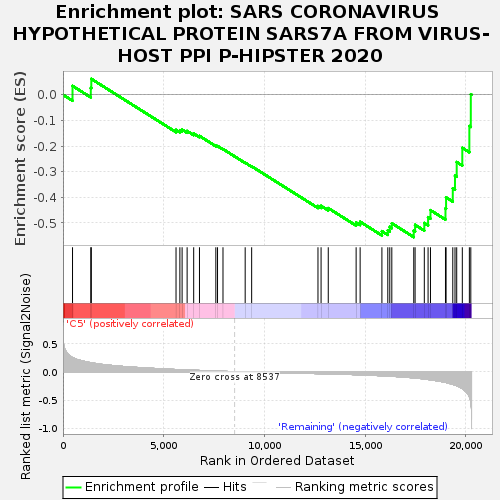 Enrichment plot: SARS CORONAVIRUS
HYPOTHETICAL PROTEIN SARS7A FROM VIRUS-
HOST PPI P-HIPSTER 2020
Enrichment score (ES)
0.0
-0.1
-0.2
-0.3
-0.4
-0.5
'C5' (positively correlated)
Ranked list metric (Signal2Noise)
0.5
0.0
-0.5
-1.0
Zero cross at 8537
'Remaining' (negatively correlated)
0
5,000
10,000
15,000
20,000
Rank in Ordered Dataset
Enrichment profile
Hits
Ranking metric scores